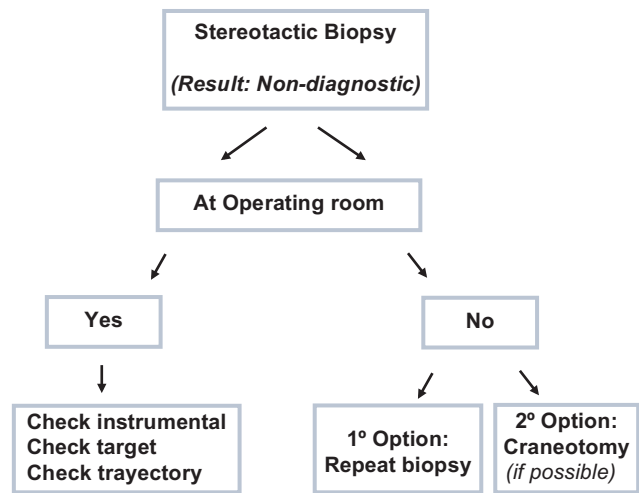 Stereotactic Biopsy
(Result: Non-diagnostic)
At Operating room
Yes
No
Check instrumental
Check target
Check trayectory
1º Option:
Repeat biopsy
2º Option:
Craneotomy
(if possible)